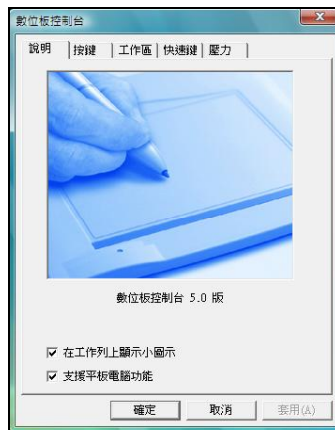 數位板控制台
說明 按鍵 工作區 快速鍵 壓力
數位板控制台 5.0 版
在工作列上顯示小圖示
支援平板電腦功能
確定 取消 套用(A)